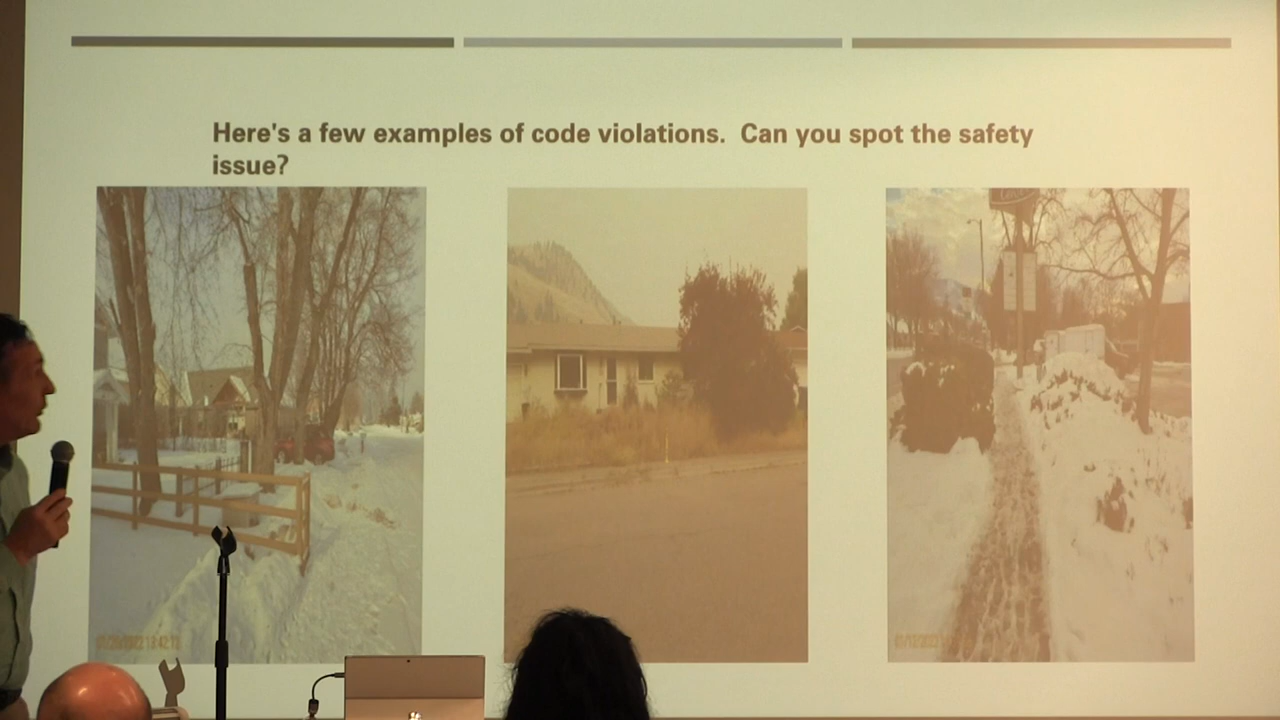 Here's a few examples of code violations. Can you spot the safety
issue?